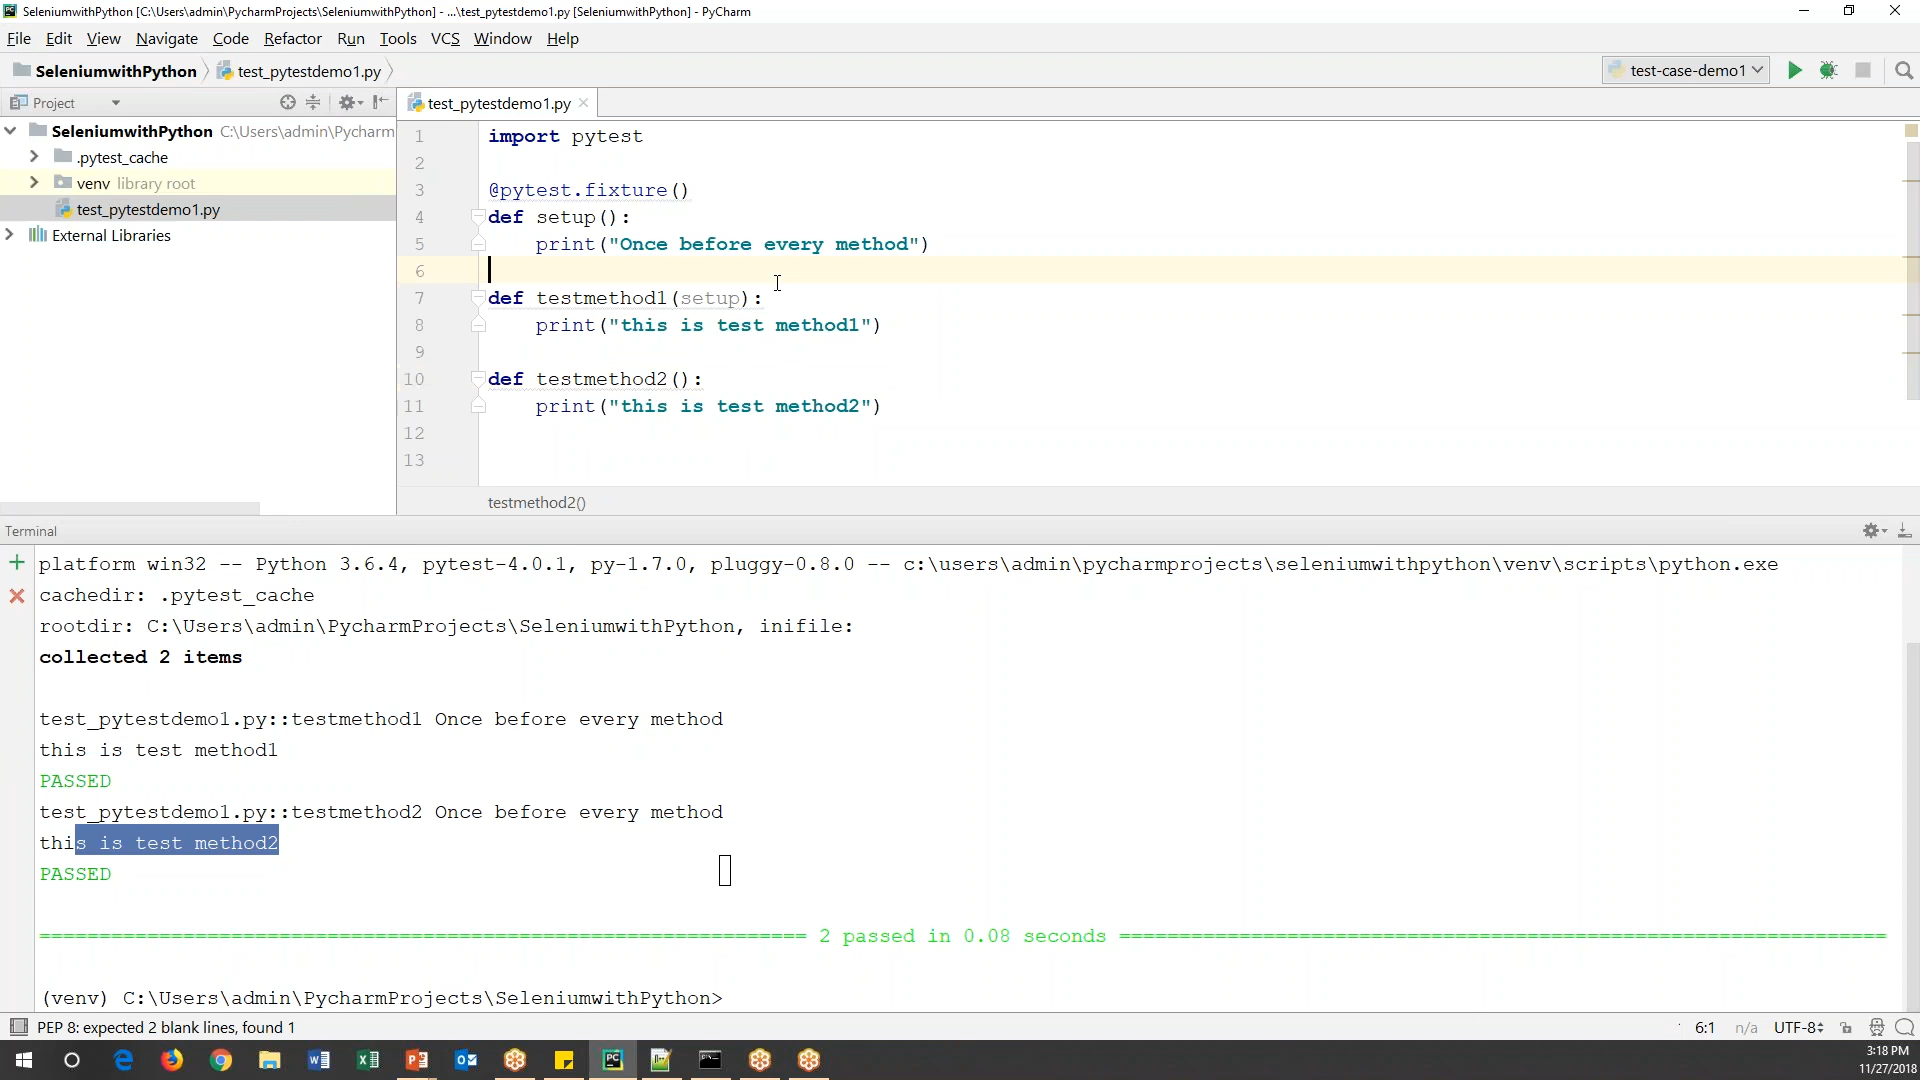 SeleniumwithPython [C:\Users\admin\PycharmProjects\SeleniumwithPython] - ...\test_pytestdemo1.py [SeleniumwithPython] - PyCharm
File Edit View Navigate Code Refactor Run Tools VCS Window Help
SeleniumwithPython test_pytestdemo1.py test-case-demo1
Project
test_pytestdemo1.py
SeleniumwithPython C:\Users\admin\Pycharm
.pytest_cache
venv library root
test_pytestdemo1.py
External Libraries
1 import pytest
2
3 @pytest.fixture()
4 def setup():
5 print("Once before every method")
6
7 def testmethod1(setup):
8 print("this is test method1")
9
10 def testmethod2():
11 print("this is test method2")
12
13
testmethod2()
Terminal
platform win32 -- Python 3.6.4, pytest-4.0.1, py-1.7.0, pluggy-0.8.0 -- c:\users\admin\pycharmprojects\seleniumwithpython\venv\scripts\python.exe
cachedir: .pytest_cache
rootdir: C:\Users\admin\PycharmProjects\SeleniumwithPython, inifile:
collected 2 items
test_pytestdemo1.py::testmethod1 Once before every method
this is test method1
PASSED
test_pytestdemo1.py::testmethod2 Once before every method
this is test method2
PASSED
================================================================ 2 passed in 0.08 seconds ================================================================
(venv) C:\Users\admin\PycharmProjects\SeleniumwithPython>
PEP 8: expected 2 blank lines, found 1 6:1 n/a UTF-8
3:18 PM
11/27/2018